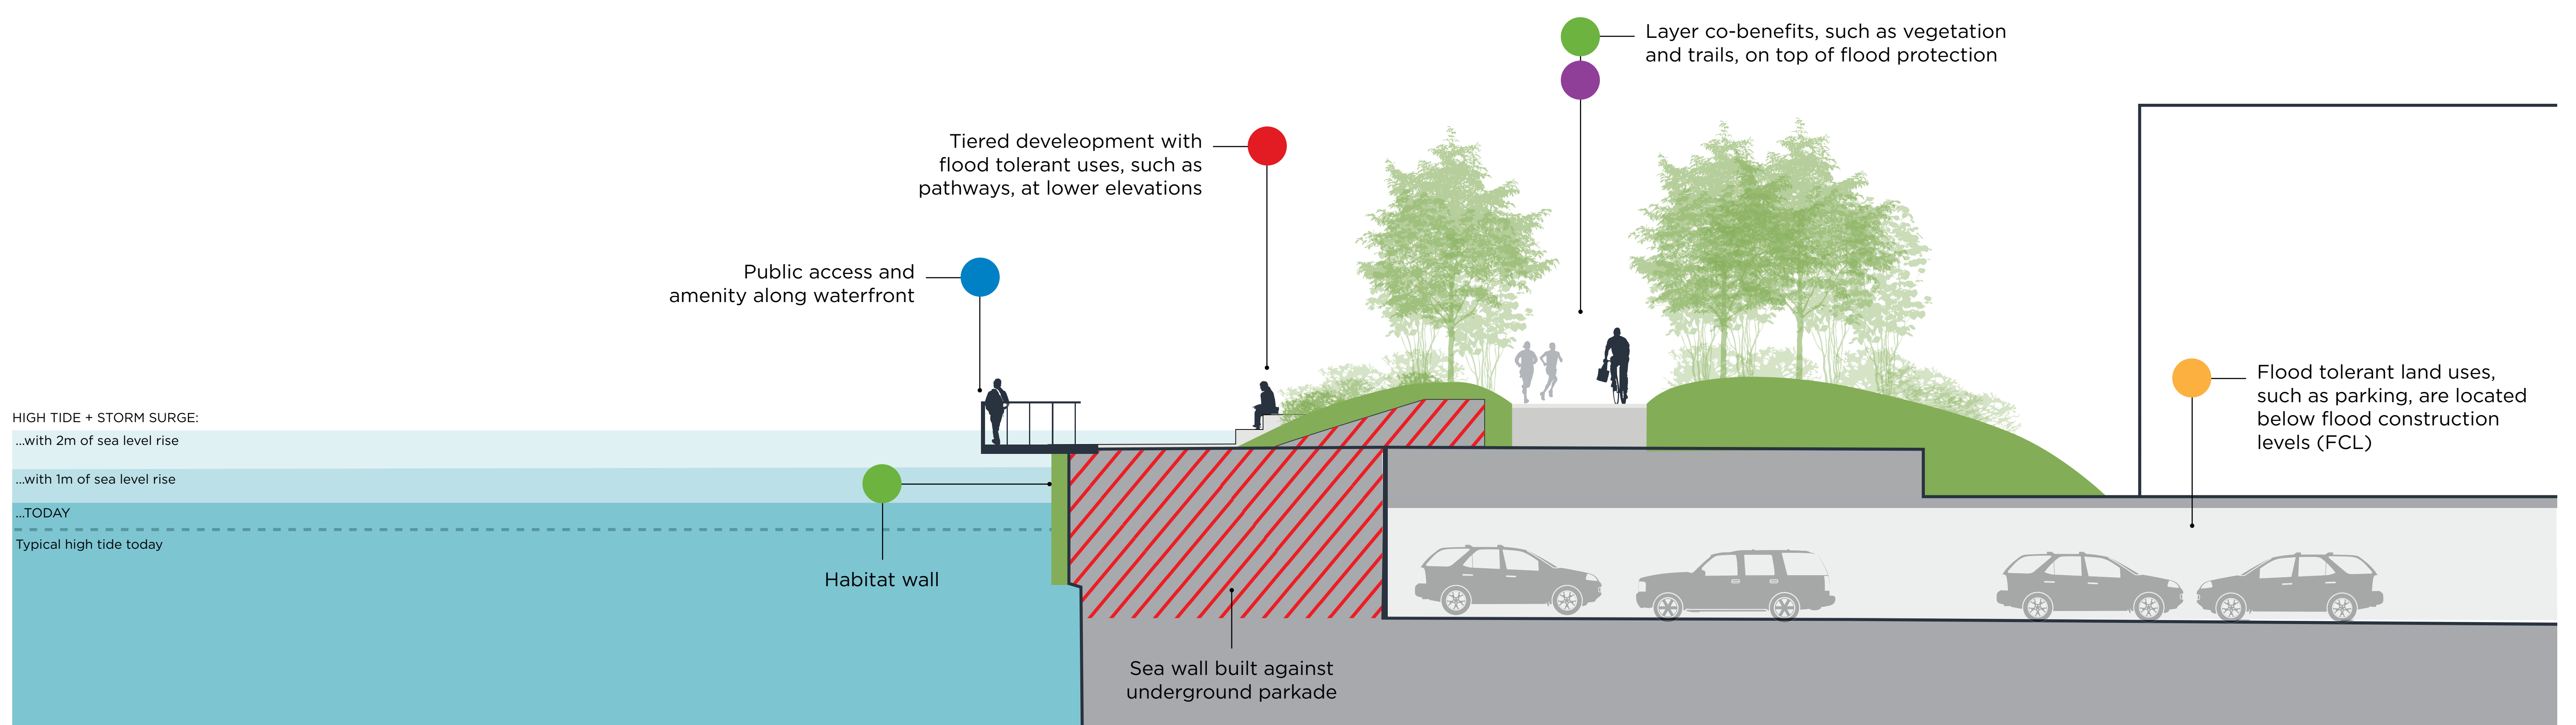 Layer co-benefits, such as vegetation
and trails, on top of flood protection
Tiered develeopment with
flood tolerant uses, such as
pathways, at lower elevations
Public access and
amenity along waterfront
Flood tolerant land uses,
such as parking, are located
below flood construction
levels (FCL)
HIGH TIDE + STORM SURGE:
...with 2m of sea level rise
...with 1m of sea level rise
...TODAY
Typical high tide today
Habitat wall
Sea wall built against
underground parkade